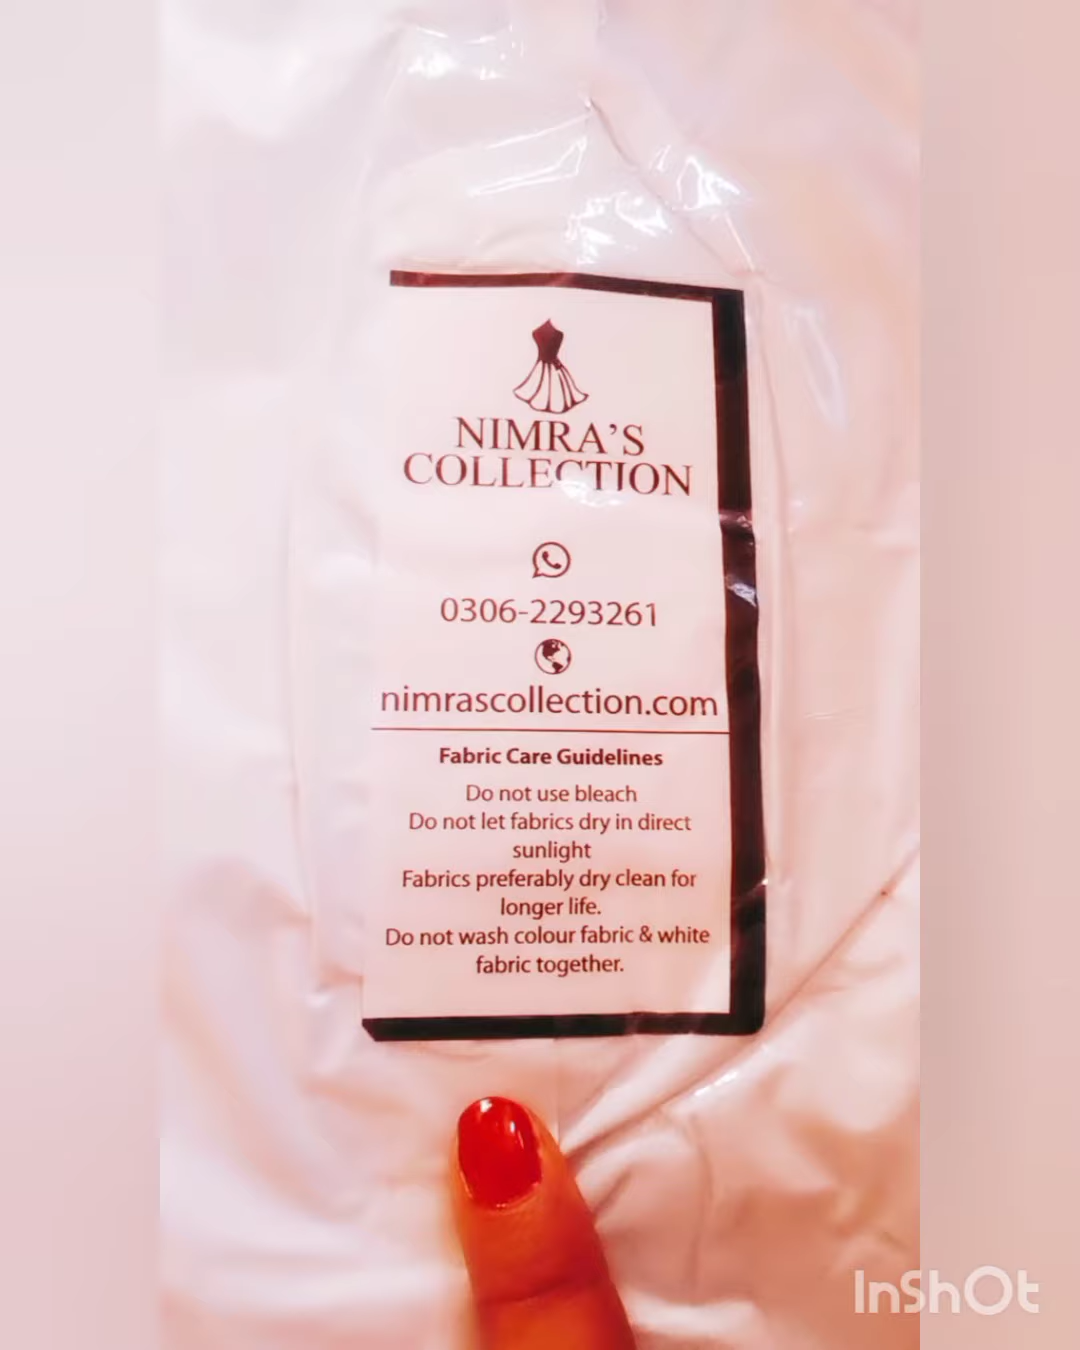 NIMRA'S
COLLECTION
0306-2293261
nimrascollection.com
Fabric Care Guidelines
Do not use bleach
Do not let fabrics dry in direct
sunlight
Fabrics preferably dry clean for
longer life.
Do not wash colour fabric & white
fabric together.
InShOt